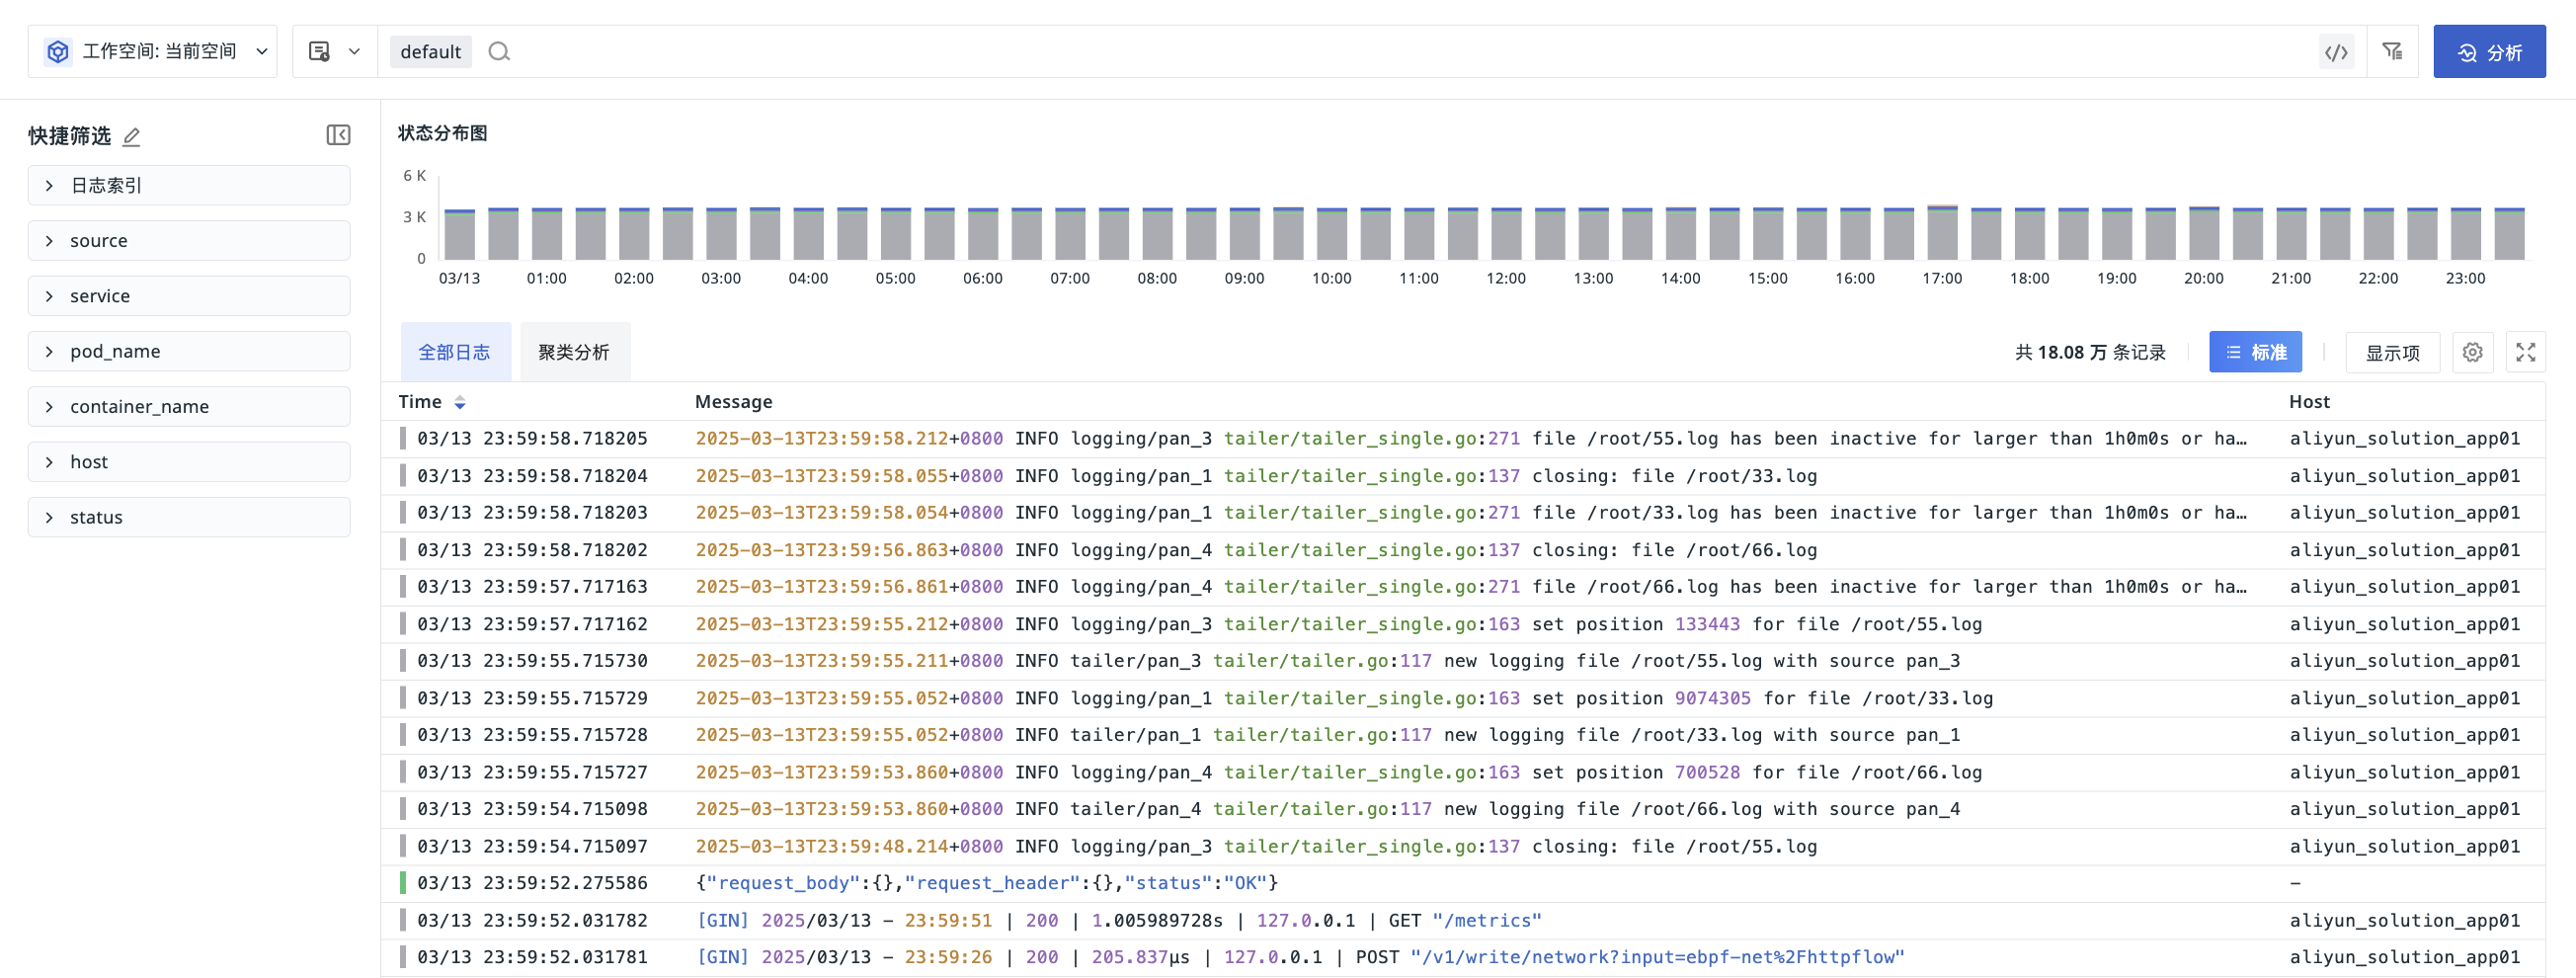 工作空间: 当前空间 default 分析
快捷筛选
日志索引
source
service
pod_name
container_name
host
status
状态分布图
6 K
3 K
0
03/13 01:00 02:00 03:00 04:00 05:00 06:00 07:00 08:00 09:00 10:00 11:00 12:00 13:00 14:00 15:00 16:00 17:00 18:00 19:00 20:00 21:00 22:00 23:00
全部日志 聚类分析 共 18.08 万 条记录 标准 显示项
Time Message Host
03/13 23:59:58.718205 2025-03-13T23:59:58.212+0800 INFO logging/pan_3 tailer/tailer_single.go:271 file /root/55.log has been inactive for larger than 1h0m0s or ha… aliyun_solution_app01
03/13 23:59:58.718204 2025-03-13T23:59:58.055+0800 INFO logging/pan_1 tailer/tailer_single.go:137 closing: file /root/33.log aliyun_solution_app01
03/13 23:59:58.718203 2025-03-13T23:59:58.054+0800 INFO logging/pan_1 tailer/tailer_single.go:271 file /root/33.log has been inactive for larger than 1h0m0s or ha… aliyun_solution_app01
03/13 23:59:58.718202 2025-03-13T23:59:56.863+0800 INFO logging/pan_4 tailer/tailer_single.go:137 closing: file /root/66.log aliyun_solution_app01
03/13 23:59:57.717163 2025-03-13T23:59:56.861+0800 INFO logging/pan_4 tailer/tailer_single.go:271 file /root/66.log has been inactive for larger than 1h0m0s or ha… aliyun_solution_app01
03/13 23:59:57.717162 2025-03-13T23:59:55.212+0800 INFO logging/pan_3 tailer/tailer_single.go:163 set position 133443 for file /root/55.log aliyun_solution_app01
03/13 23:59:55.715730 2025-03-13T23:59:55.211+0800 INFO tailer/pan_3 tailer/tailer.go:117 new logging file /root/55.log with source pan_3 aliyun_solution_app01
03/13 23:59:55.715729 2025-03-13T23:59:55.052+0800 INFO logging/pan_1 tailer/tailer_single.go:163 set position 9074305 for file /root/33.log aliyun_solution_app01
03/13 23:59:55.715728 2025-03-13T23:59:55.052+0800 INFO tailer/pan_1 tailer/tailer.go:117 new logging file /root/33.log with source pan_1 aliyun_solution_app01
03/13 23:59:55.715727 2025-03-13T23:59:53.860+0800 INFO logging/pan_4 tailer/tailer_single.go:163 set position 700528 for file /root/66.log aliyun_solution_app01
03/13 23:59:54.715098 2025-03-13T23:59:53.860+0800 INFO tailer/pan_4 tailer/tailer.go:117 new logging file /root/66.log with source pan_4 aliyun_solution_app01
03/13 23:59:54.715097 2025-03-13T23:59:48.214+0800 INFO logging/pan_3 tailer/tailer_single.go:137 closing: file /root/55.log aliyun_solution_app01
03/13 23:59:52.275586 {"request_body":{},"request_header":{},"status":"OK"} –
03/13 23:59:52.031782 [GIN] 2025/03/13 – 23:59:51 | 200 | 1.005989728s | 127.0.0.1 | GET "/metrics" aliyun_solution_app01
03/13 23:59:52.031781 [GIN] 2025/03/13 – 23:59:26 | 200 | 205.837µs | 127.0.0.1 | POST "/v1/write/network?input=ebpf-net%2Fhttpflow" aliyun_solution_app01